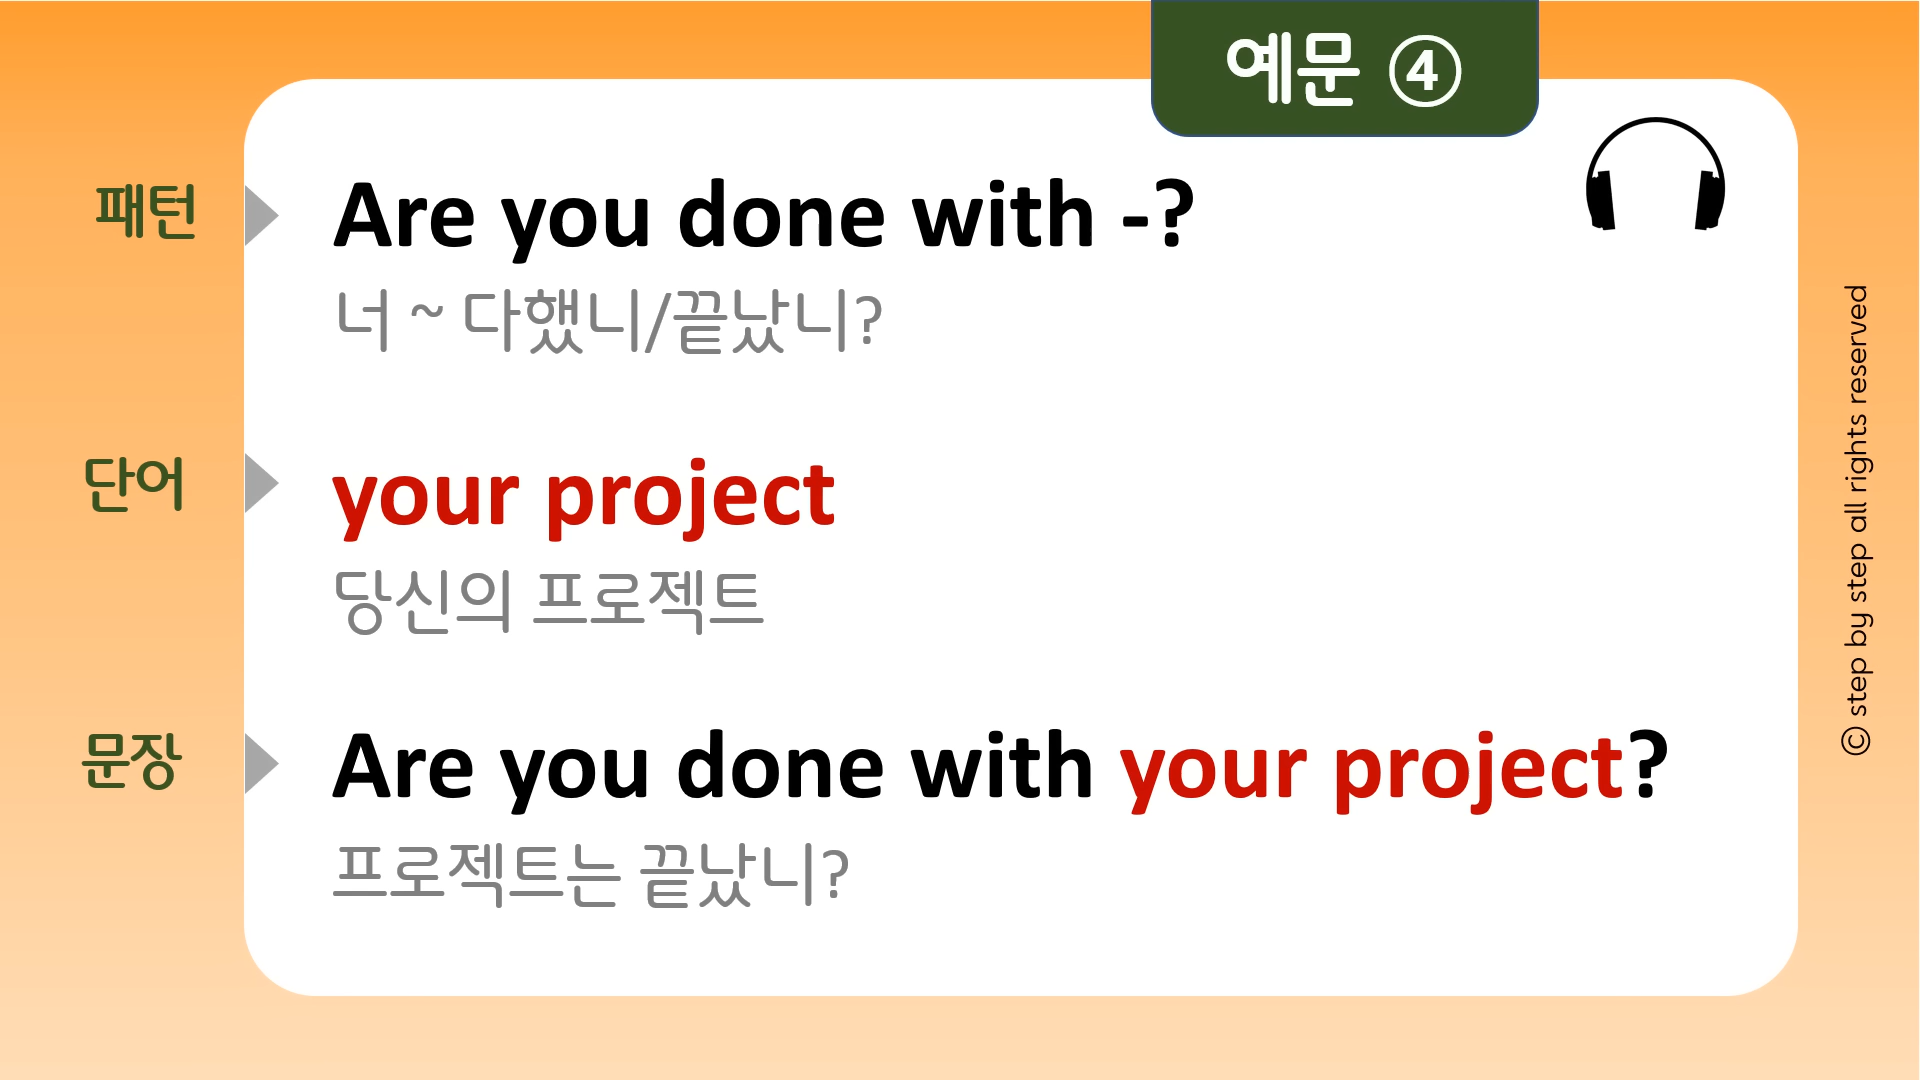 예문 ④
패턴
Are you done with -?
너 ~ 다했니/끝났니?
단어
your project
당신의 프로젝트
문장
Are you done with your project?
프로젝트는 끝났니?
© step by step all rights reserved